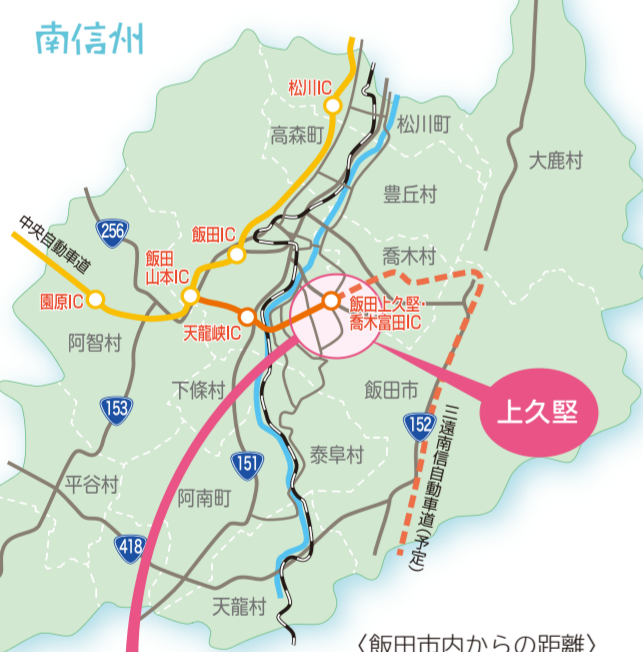 南信州
松川IC
高森町
松川町
大鹿村
豊丘村
256
飯田IC
喬木村
中央自動車道
飯田
山本IC
園原IC
天龍峡IC
飯田上久堅・
喬木富田IC
阿智村
下條村
飯田市
上久堅
153
152
三遠南信自動車道(予定)
151
泰阜村
平谷村
阿南町
418
天龍村
〈飯田市内からの距離〉